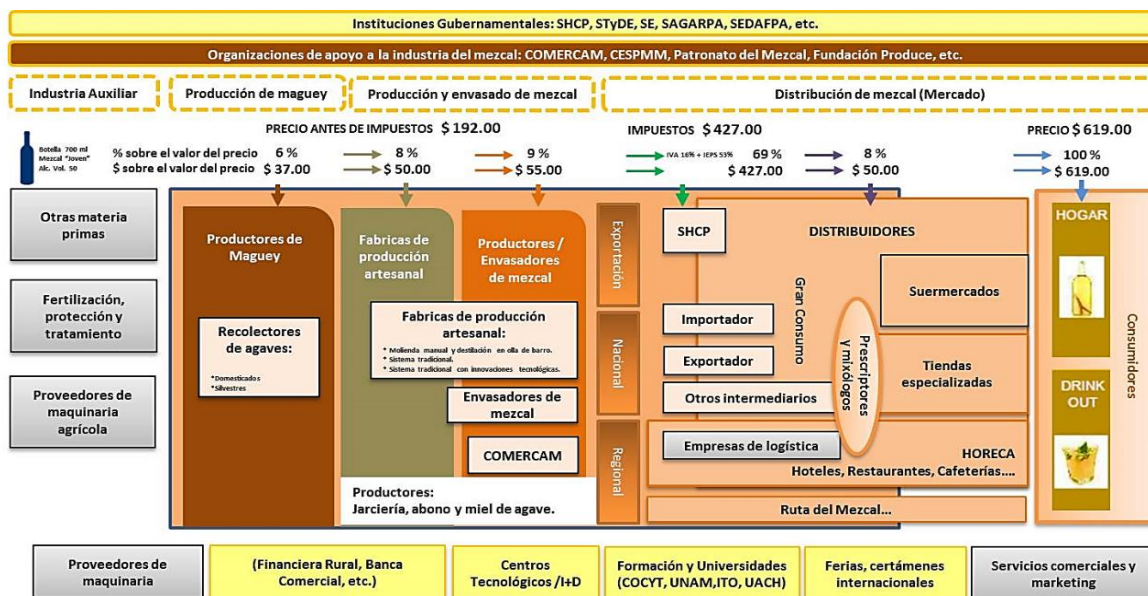 Instituciones Gubernamentales: SHCP, STyDE, SE, SAGARPA, SEDAFPA, etc.
Organizaciones de apoyo a la industria del mezcal: COMERCAM, CESPMM, Patronato del Mezcal, Fundación Produce, etc.
Industria Auxiliar
Producción de maguey
Producción y envasado de mezcal
Distribución de mezcal (Mercado)
PRECIO ANTES DE IMPUESTOS $ 192.00
IMPUESTOS $ 427.00
PRECIO $ 619.00
Botella 700 ml
Mezcal "Joven"
Alc. Vol. 50
% sobre el valor del precio 6 % 8 % 9 % IVA 16% + IEPS 53% 69 % 8 % 100 %
$ sobre el valor del precio $ 37.00 $ 50.00 $ 55.00 $ 427.00 $ 50.00 $ 619.00
Otras materia
primas
Fertilización,
protección y
tratamiento
Proveedores de
maquinaria
agrícola
Productores de
Maguey
Recolectores
de agaves:
*Domesticados
*Silvestres
Fabricas de
producción
artesanal
Productores /
Envasadores
de mezcal
Fabricas de producción
artesanal:
* Molienda manual y destilación en olla de barro.
* Sistema tradicional.
* Sistema tradicional con innovaciones tecnológicas.
Envasadores de
mezcal
COMERCAM
Productores:
Jarciería, abono y miel de agave.
Exportación
Nacional
Regional
SHCP
DISTRIBUIDORES
Gran Consumo
Importador
Exportador
Otros intermediarios
Empresas de logística
Prescriptores
y mixólogos
Suermercados
Tiendas
especializadas
HORECA
Hoteles, Restaurantes, Cafeterías....
Ruta del Mezcal...
HOGAR
DRINK
OUT
Consumidores
Proveedores de
maquinaria
(Financiera Rural, Banca
Comercial, etc.)
Centros
Tecnológicos /I+D
Formación y Universidades
(COCYT, UNAM,ITO, UACH)
Ferias, certámenes
internacionales
Servicios comerciales y
marketing